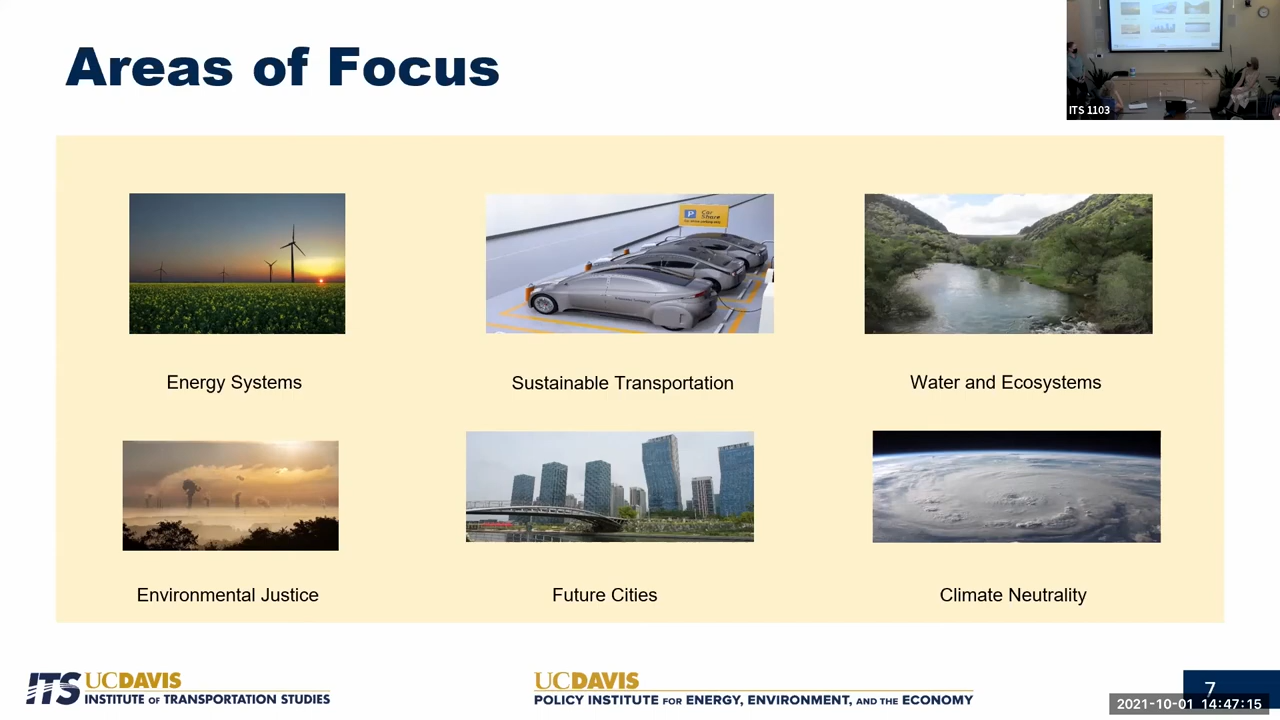 Areas of Focus
ITS 1103
P Car Share
Energy Systems
Sustainable Transportation
Water and Ecosystems
Environmental Justice
Future Cities
Climate Neutrality
ITS UCDAVIS
INSTITUTE OF TRANSPORTATION STUDIES
UCDAVIS
POLICY INSTITUTE FOR ENERGY, ENVIRONMENT, AND THE ECONOMY
7
2021-10-01 14:47:15